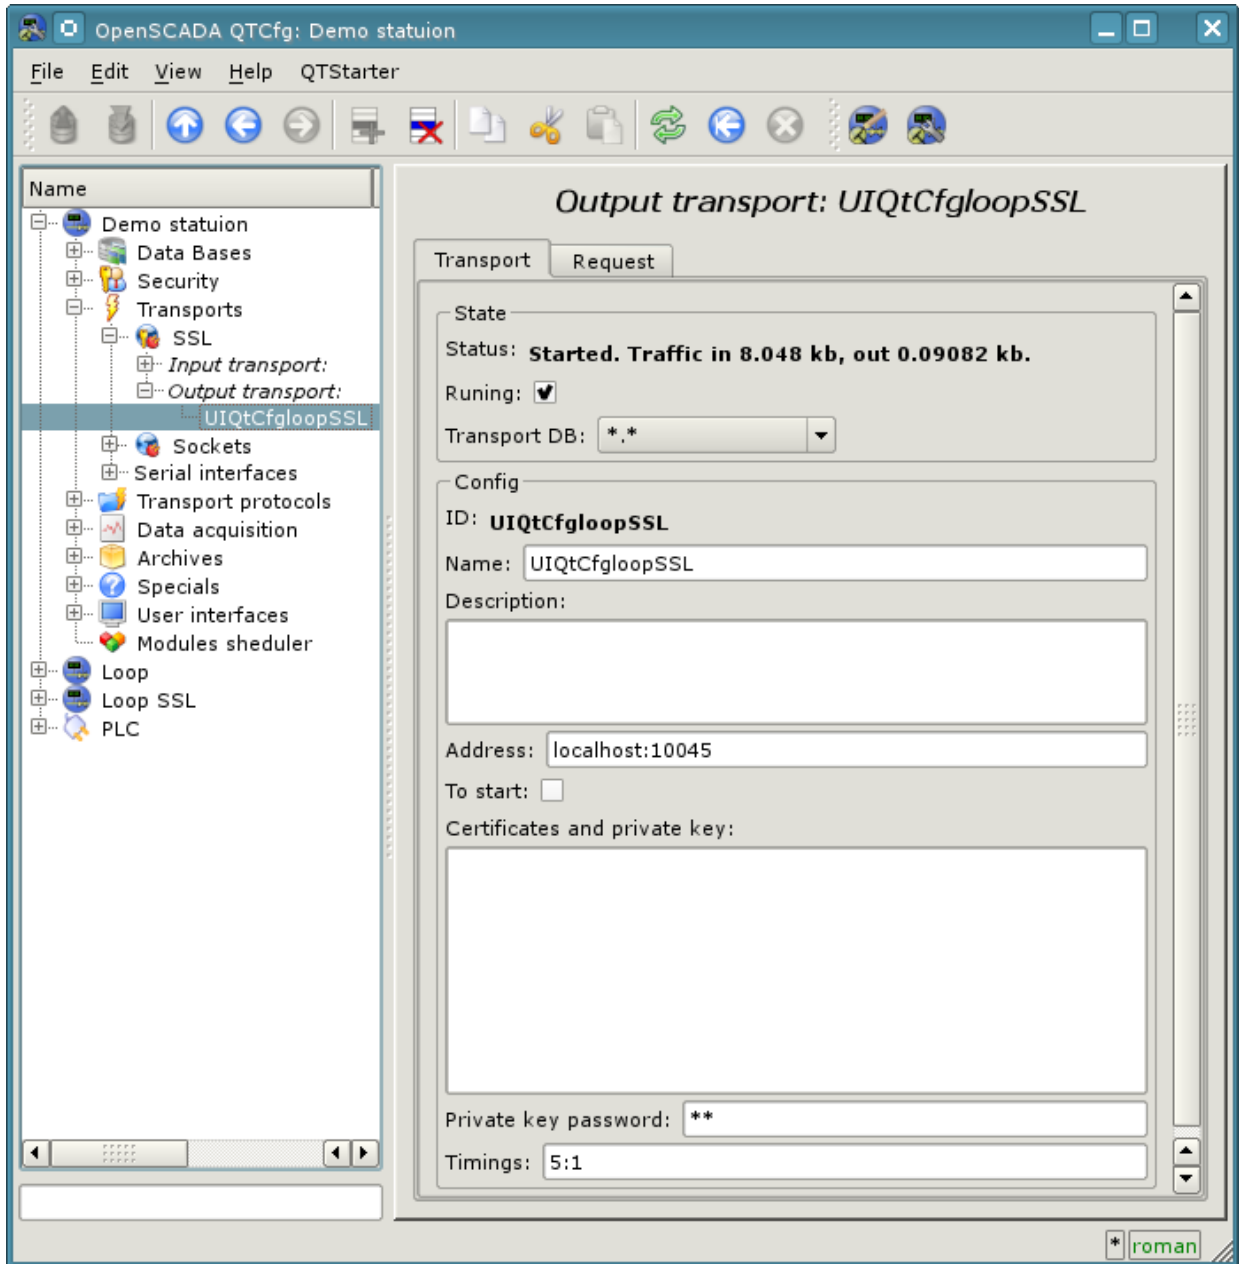 OpenSCADA QTCfg: Demo statuion
File Edit View Help QTStarter
Name
Demo statuion
Data Bases
Security
Transports
SSL
Input transport:
Output transport:
UIQtCfgloopSSL
Sockets
Serial interfaces
Transport protocols
Data acquisition
Archives
Specials
User interfaces
Modules sheduler
Loop
Loop SSL
PLC
Output transport: UIQtCfgloopSSL
Transport Request
State
Status: Started. Traffic in 8.048 kb, out 0.09082 kb.
Runing:
Transport DB: *.*
Config
ID: UIQtCfgloopSSL
Name: UIQtCfgloopSSL
Description:
Address: localhost:10045
To start:
Certificates and private key:
Private key password: **
Timings: 5:1
* roman